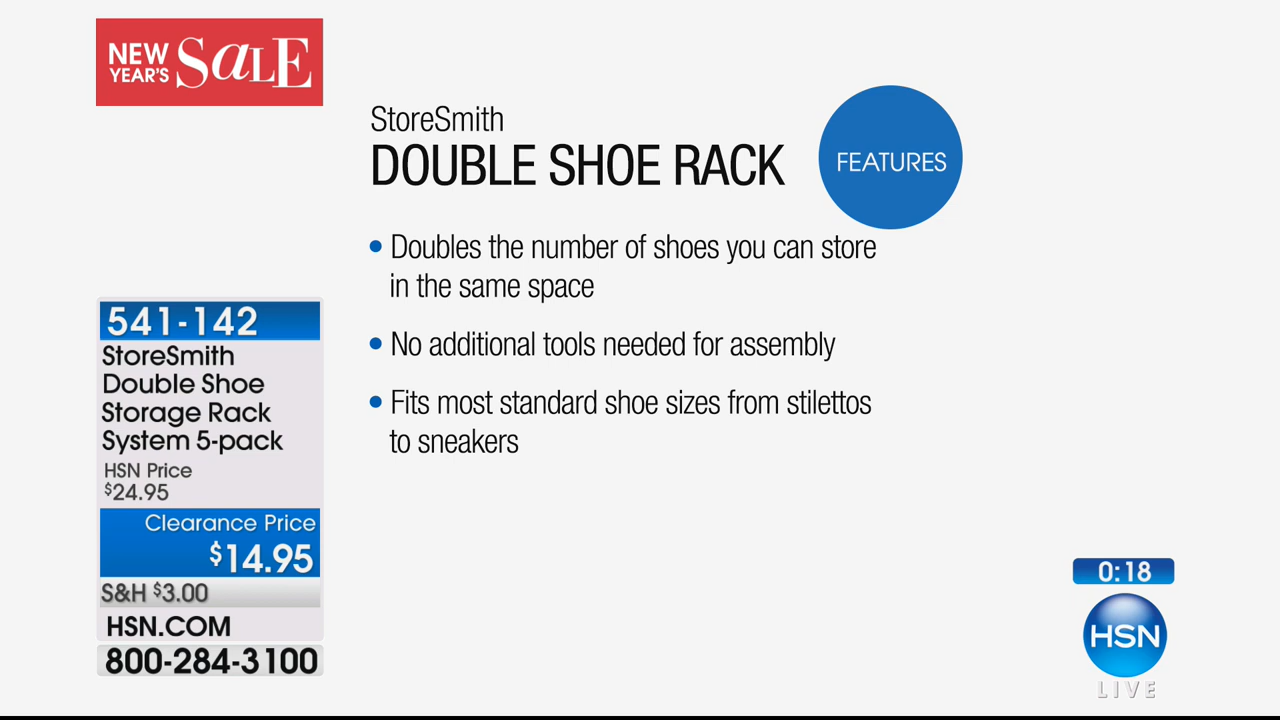 NEW
YEAR'S
SALE
StoreSmith
DOUBLE SHOE RACK
FEATURES
• Doubles the number of shoes you can store
in the same space
• No additional tools needed for assembly
• Fits most standard shoe sizes from stilettos
to sneakers
541-142
StoreSmith
Double Shoe
Storage Rack
System 5-pack
HSN Price
$24.95
Clearance Price
$14.95
S&H $3.00
HSN.COM
800-284-3100
0:18
HSN
LIVE